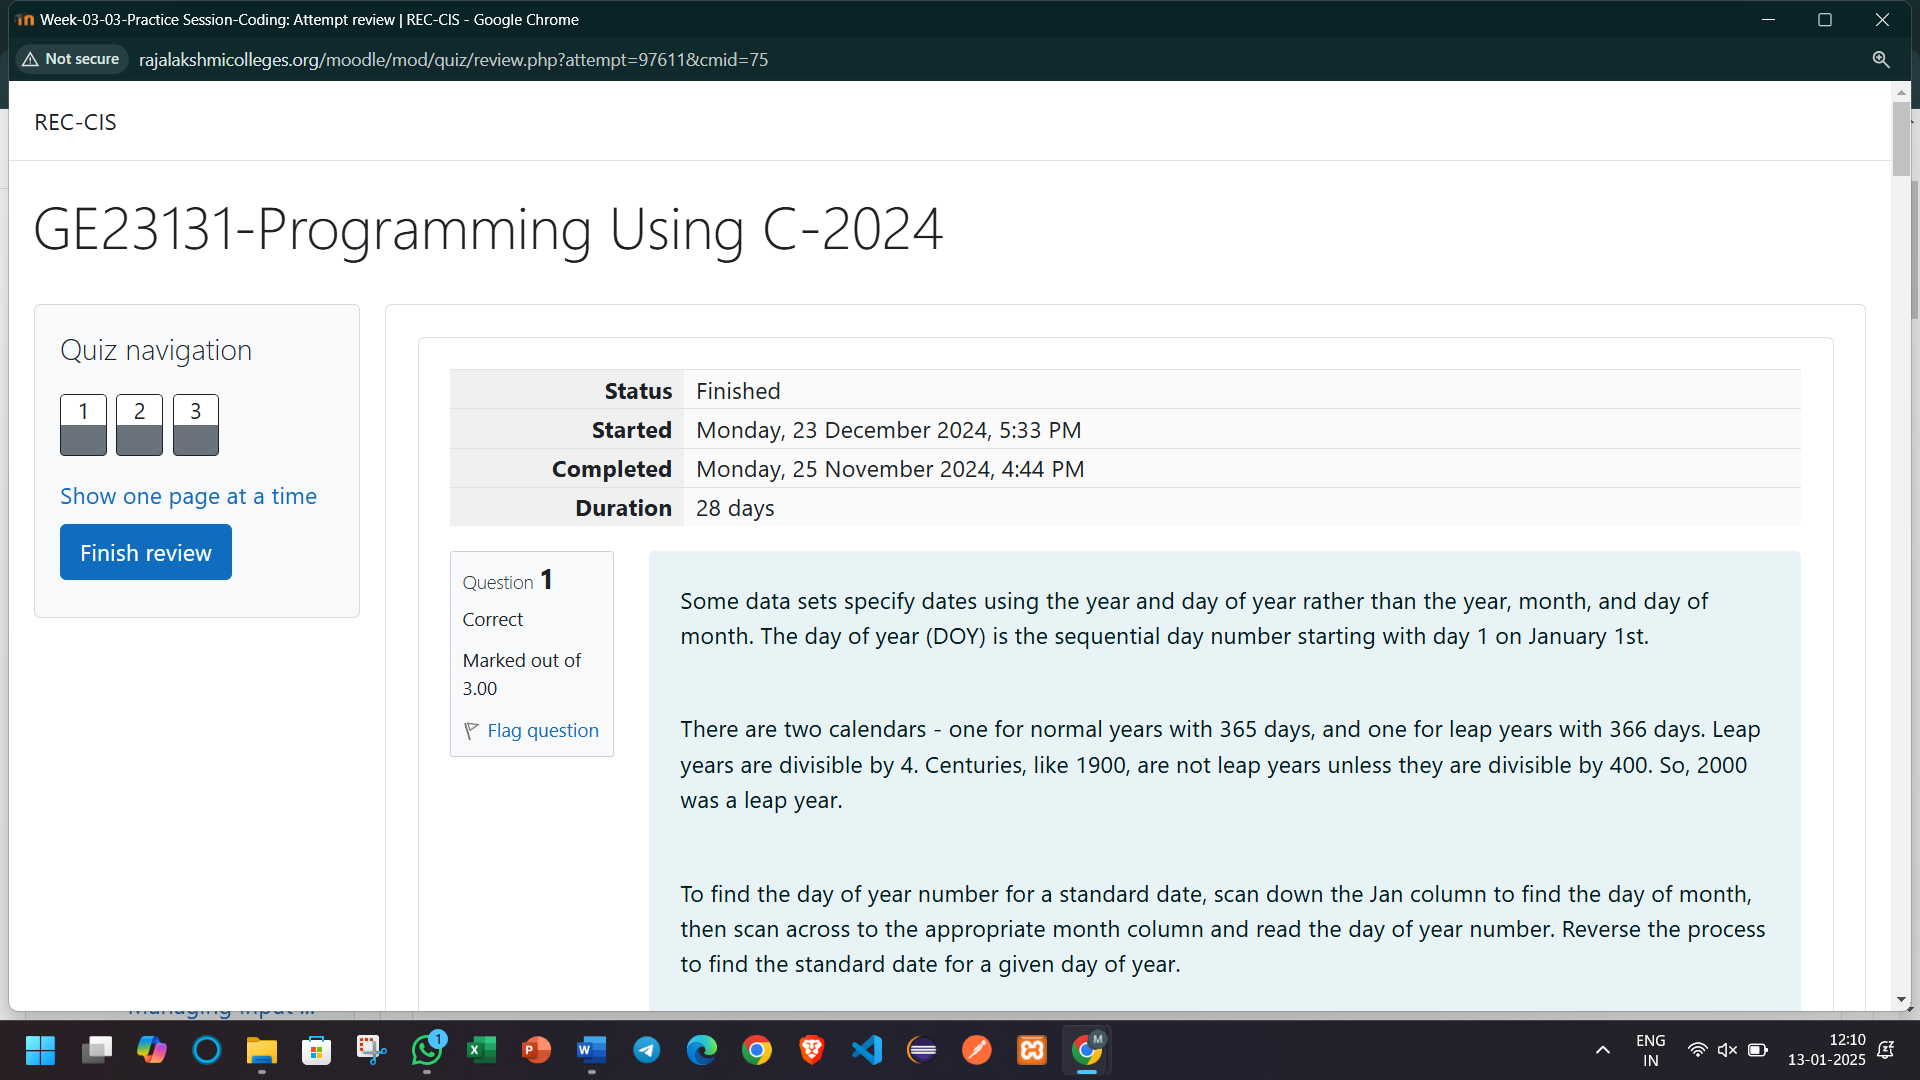 Week-03-03-Practice Session-Coding: Attempt review | REC-CIS - Google Chrome
Not secure
rajalakshmicolleges.org/moodle/mod/quiz/review.php?attempt=97611&cmid=75
REC-CIS
GE23131-Programming Using C-2024
Quiz navigation
1 2 3
Show one page at a time
Finish review
Status Finished
Started Monday, 23 December 2024, 5:33 PM
Completed Monday, 25 November 2024, 4:44 PM
Duration 28 days
Question 1
Correct
Marked out of
3.00
Flag question
Some data sets specify dates using the year and day of year rather than the year, month, and day of
month. The day of year (DOY) is the sequential day number starting with day 1 on January 1st.
There are two calendars - one for normal years with 365 days, and one for leap years with 366 days. Leap
years are divisible by 4. Centuries, like 1900, are not leap years unless they are divisible by 400. So, 2000
was a leap year.
To find the day of year number for a standard date, scan down the Jan column to find the day of month,
then scan across to the appropriate month column and read the day of year number. Reverse the process
to find the standard date for a given day of year.
Managing Input ...
1
M
ENG
IN
12:10
13-01-2025